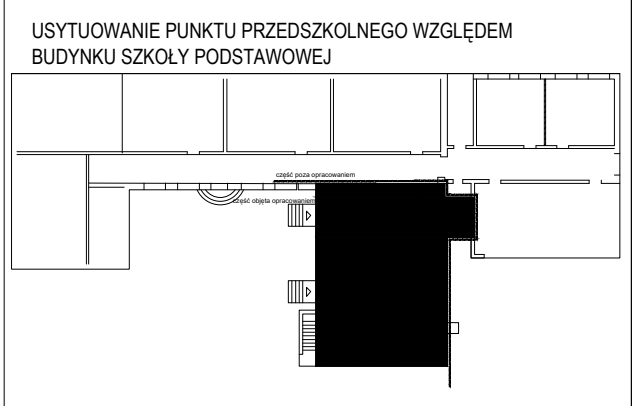 USYTUOWANIE PUNKTU PRZEDSZKOLNEGO WZGLĘDEM
BUDYNKU SZKOŁY PODSTAWOWEJ
część poza opracowaniem
część objęta opracowaniem